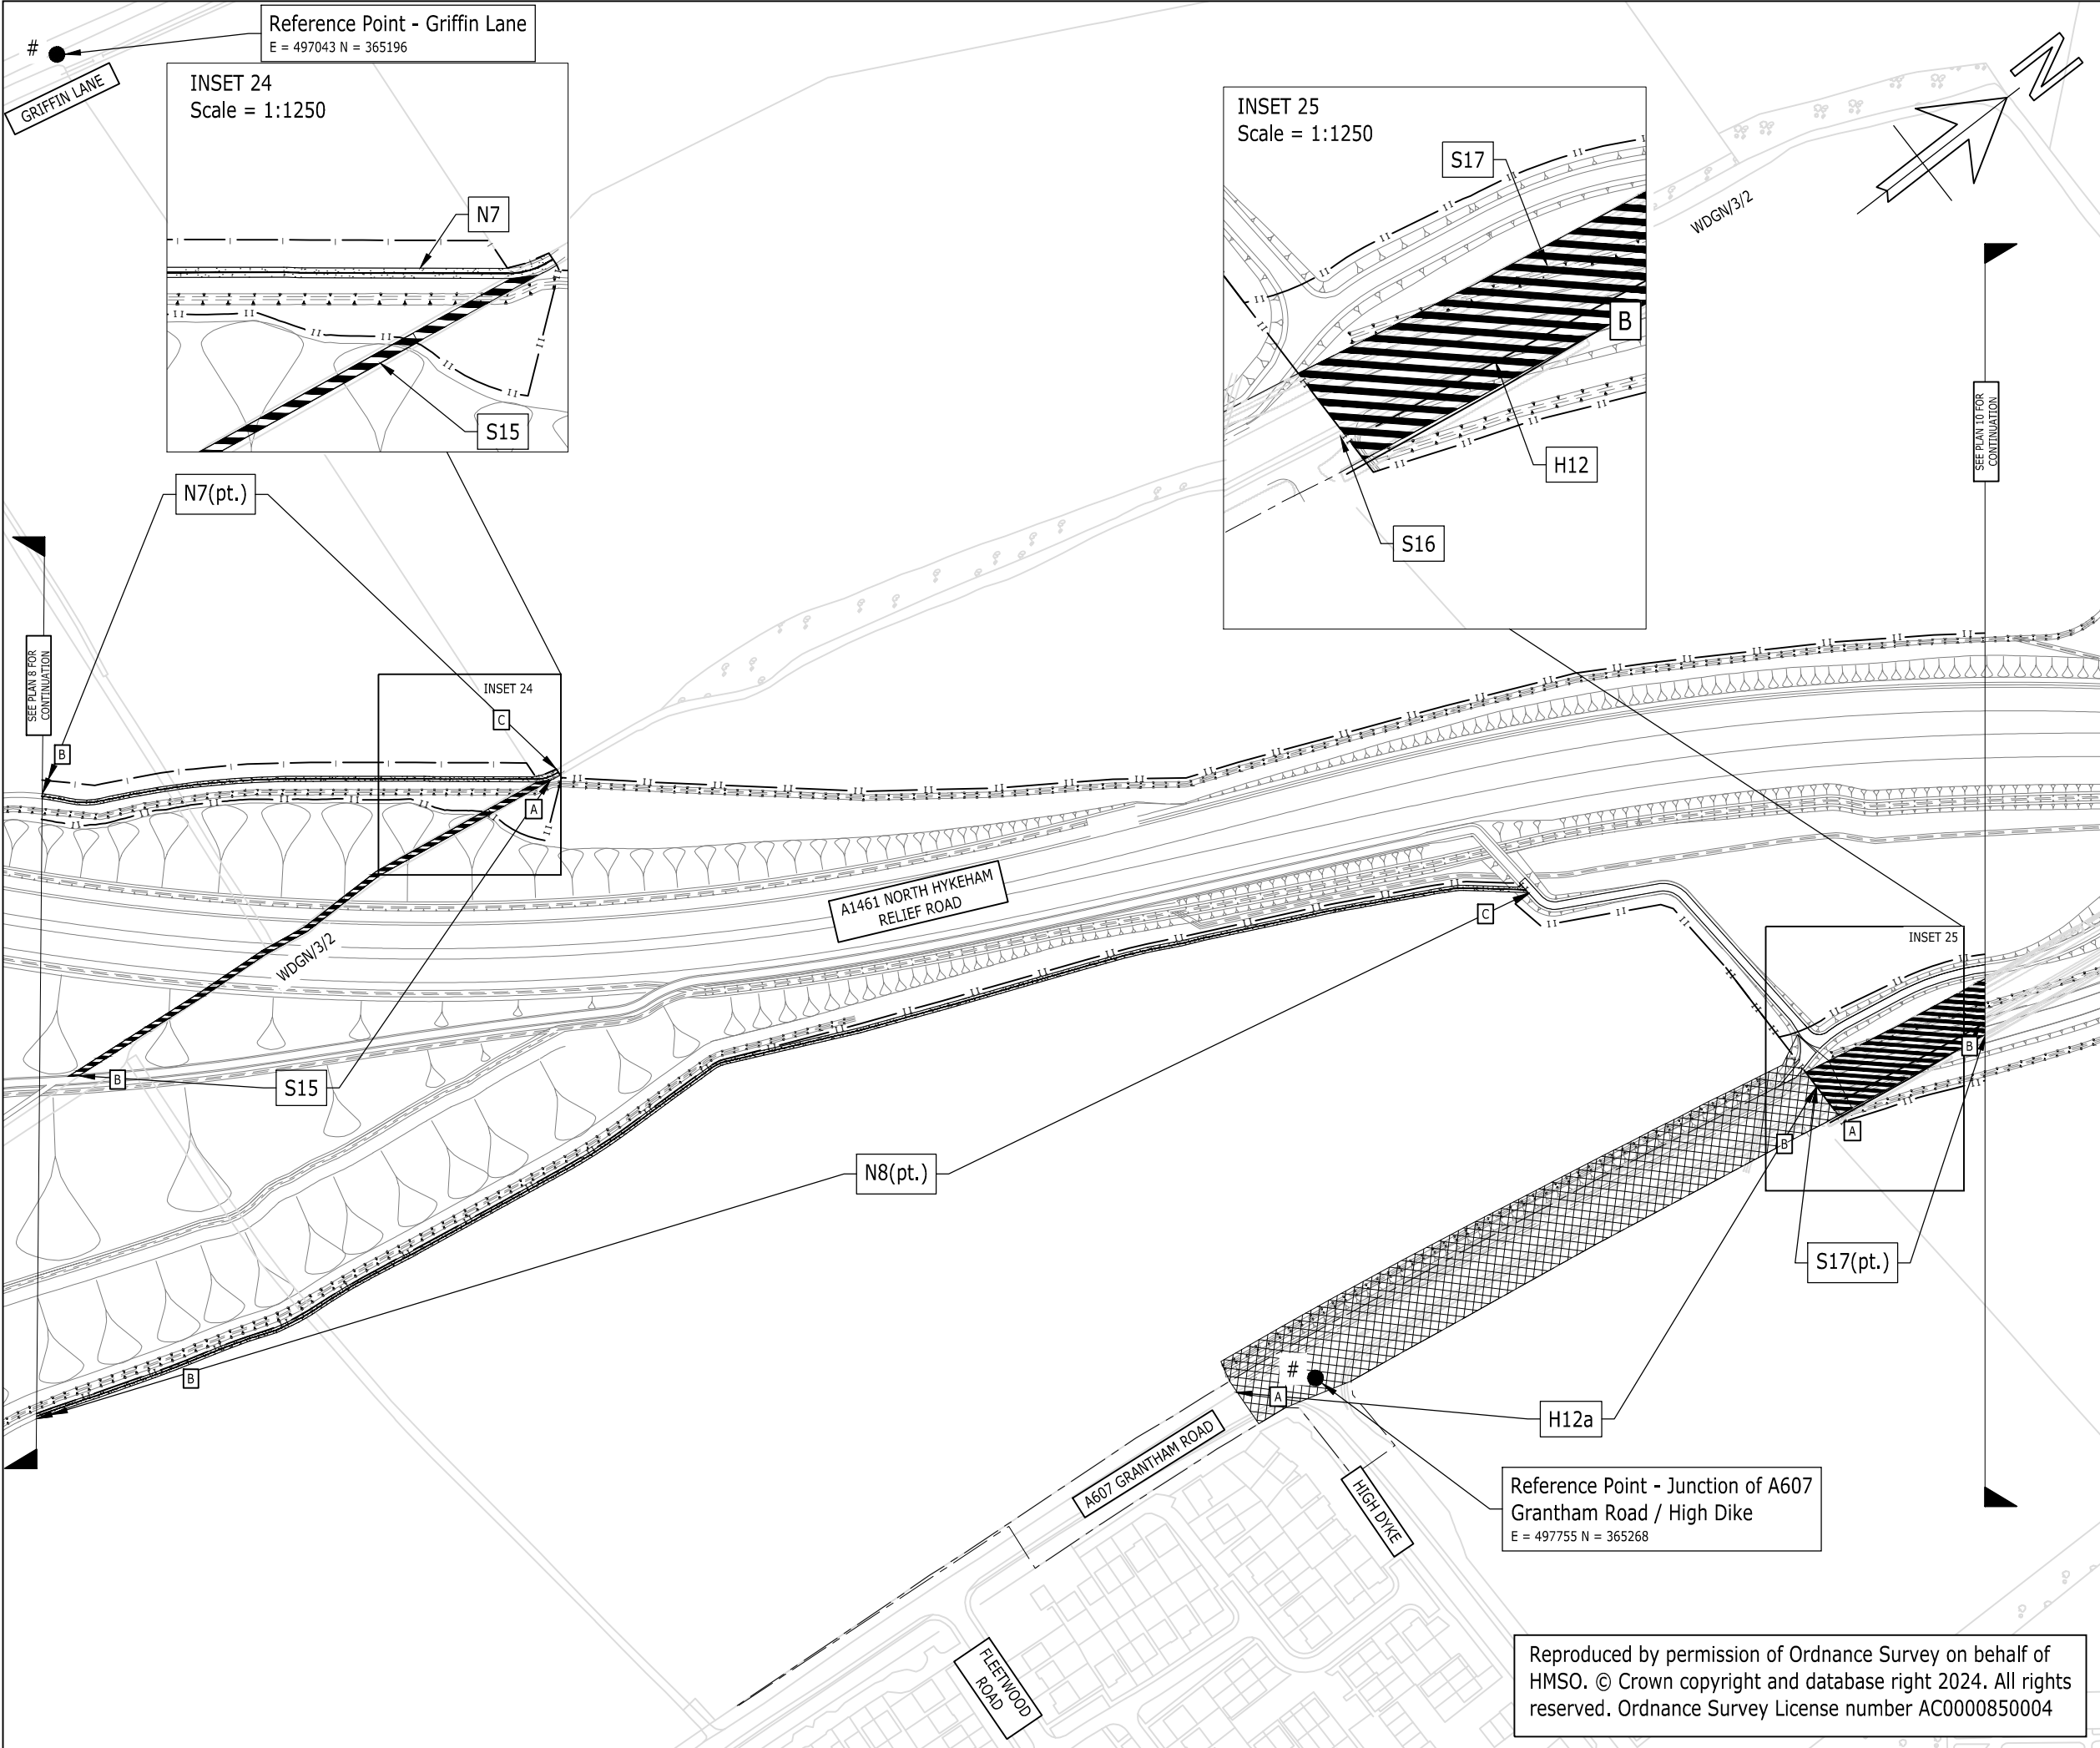 Reference Point - Griffin Lane
E = 497043 N = 365196
#
GRIFFIN LANE
INSET 24
Scale = 1:1250
N7
S15
INSET 25
Scale = 1:1250
S17
B
H12
S16
N
WDGN/3/2
SEE PLAN 10 FOR
CONTINUATION
N7(pt.)
SEE PLAN 8 FOR
CONTINUATION
INSET 24
C
B
A
A1461 NORTH HYKEHAM
RELIEF ROAD
C
WDGN/3/2
INSET 25
B
B
S15
A
B
N8(pt.)
S17(pt.)
B
#
A
H12a
A607 GRANTHAM ROAD
HIGH DYKE
Reference Point - Junction of A607
Grantham Road / High Dike
E = 497755 N = 365268
FLEETWOOD
ROAD
Reproduced by permission of Ordnance Survey on behalf of
HMSO. © Crown copyright and database right 2024. All rights
reserved. Ordnance Survey License number AC0000850004